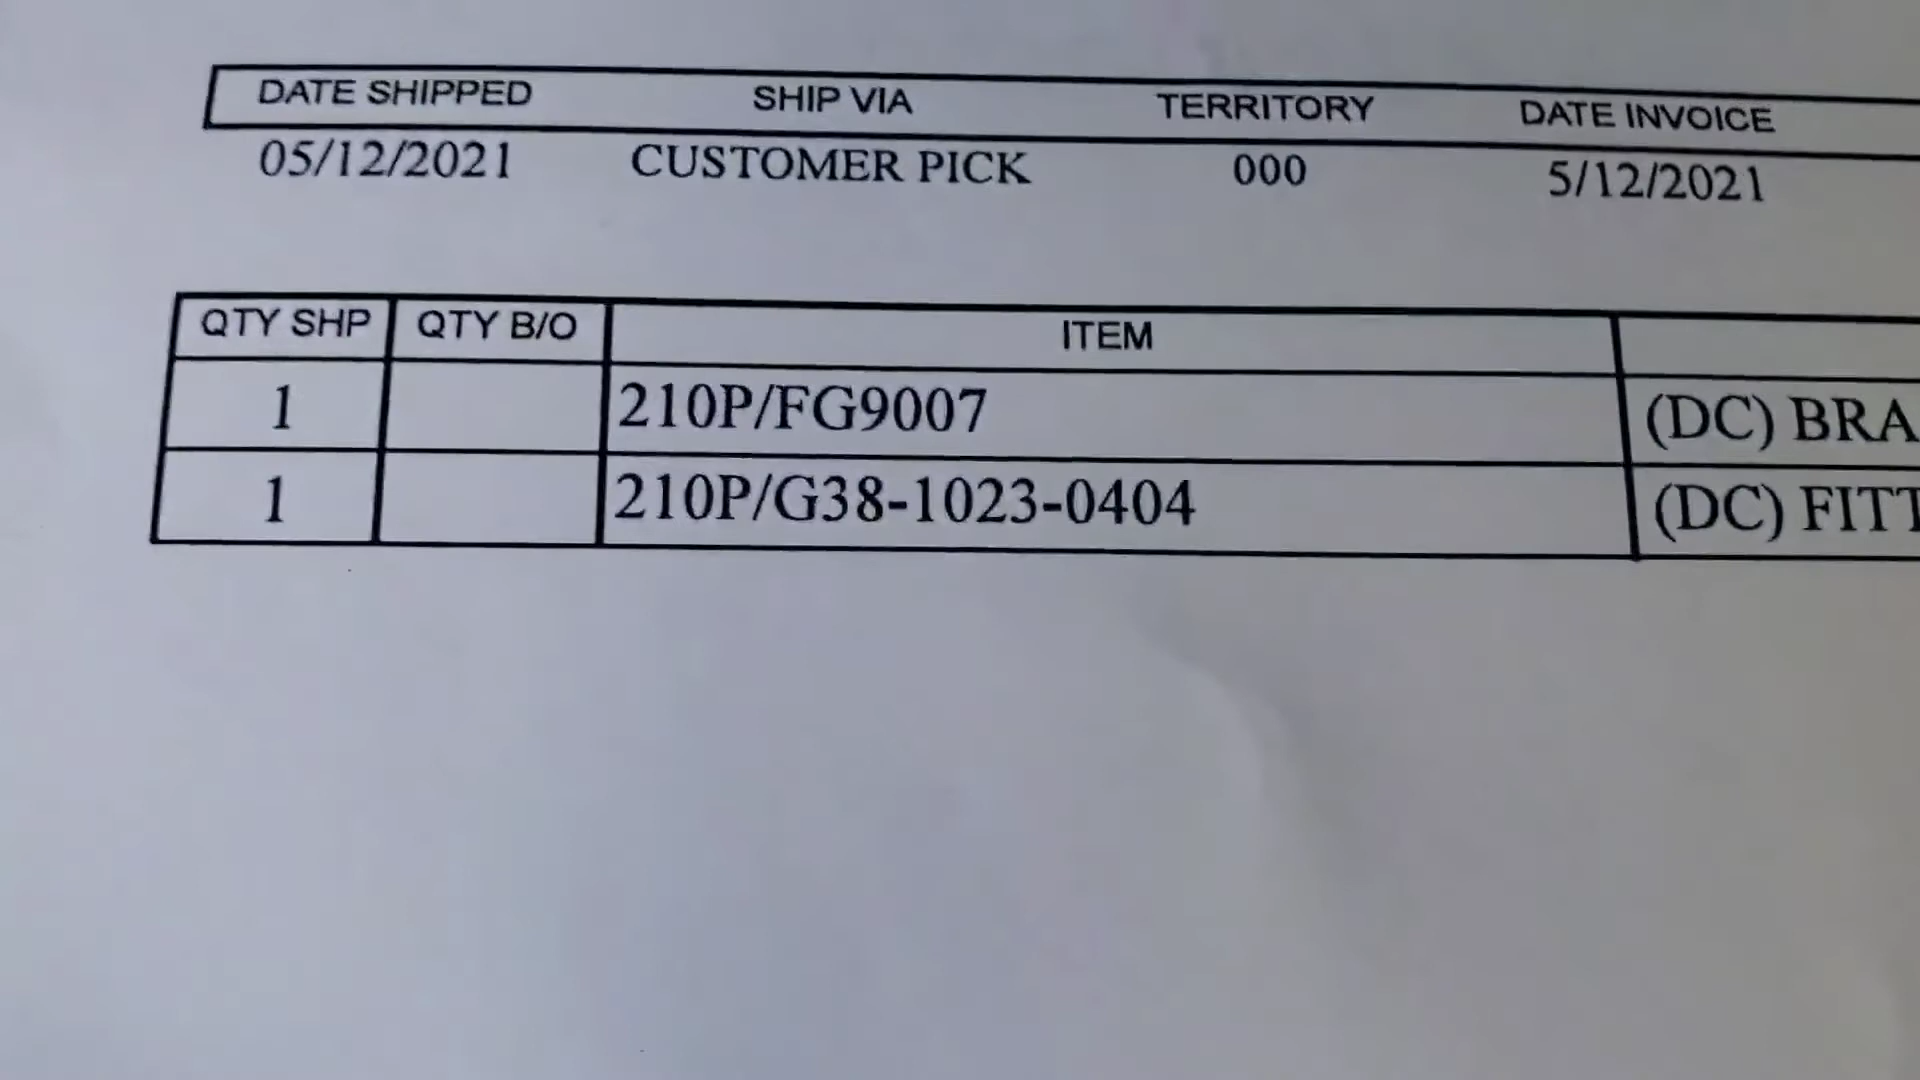 DATE SHIPPED SHIP VIA TERRITORY DATE INVOICE
05/12/2021 CUSTOMER PICK 000 5/12/2021
QTY SHP QTY B/O ITEM
1 210P/FG9007 (DC) BRA
1 210P/G38-1023-0404 (DC) FITT